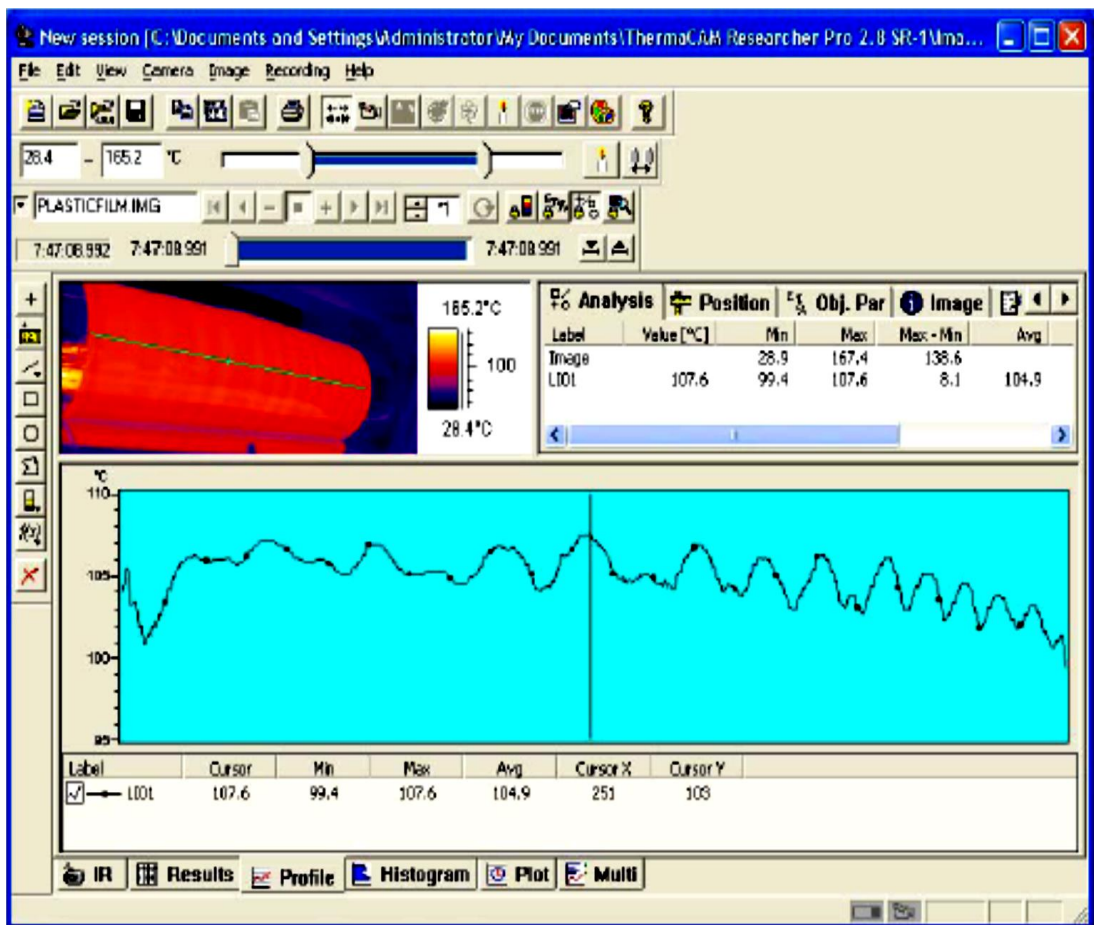 New session [C:\Documents and Settings\Administrator\My Documents\ThermaCAM Researcher Pro 2.8 SR-1\Ima...
File Edit View Camera Image Recording Help
28.4 - 165.2 °C
PLASTICFILM.IMG 1
7:47:08.992 7:47:08.991 7:47:08.991
165.2°C
100
28.4°C
Analysis Position Obj. Par Image
Label Value [°C] Min Max Max - Min Avg
Image 28.9 167.4 138.6
LI01 107.6 99.4 107.6 8.1 104.9
°C
110
105
100
95
Label Cursor Min Max Avg Cursor X Cursor Y
LI01 107.6 99.4 107.6 104.9 251 103
IR Results Profile Histogram Plot Multi